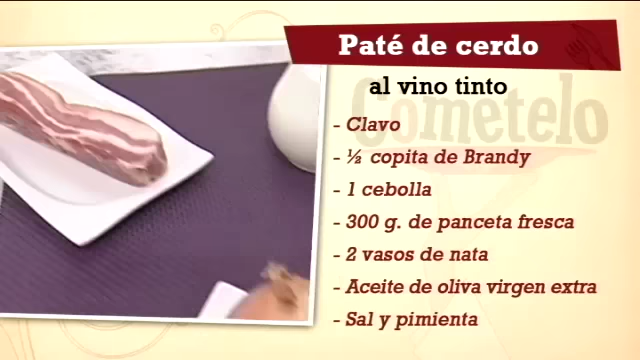 Paté de cerdo
al vino tinto
Cometelo
- Clavo
- ½ copita de Brandy
- 1 cebolla
- 300 g. de panceta fresca
- 2 vasos de nata
- Aceite de oliva virgen extra
- Sal y pimienta